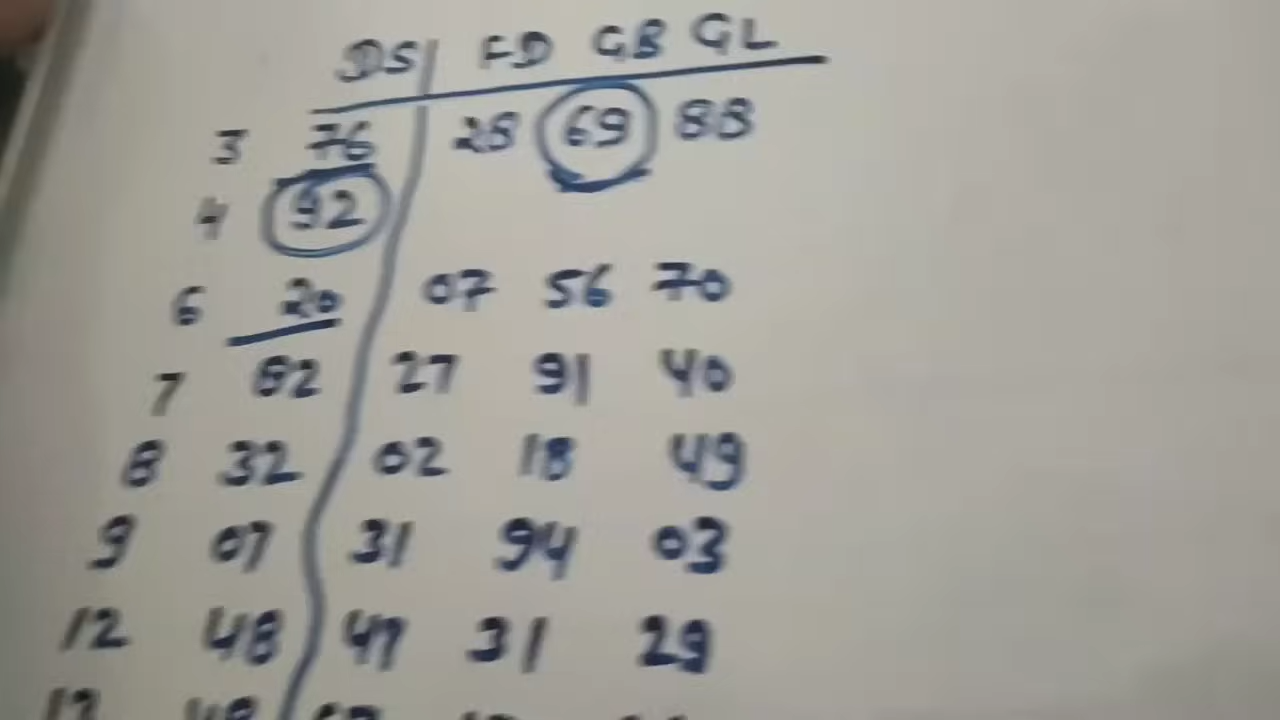 DS FD GB GL
3 76 28 69 88
4 92
6 20 07 56 70
7 82 27 91 40
8 32 02 18 49
9 07 31 94 03
12 48 47 31 29